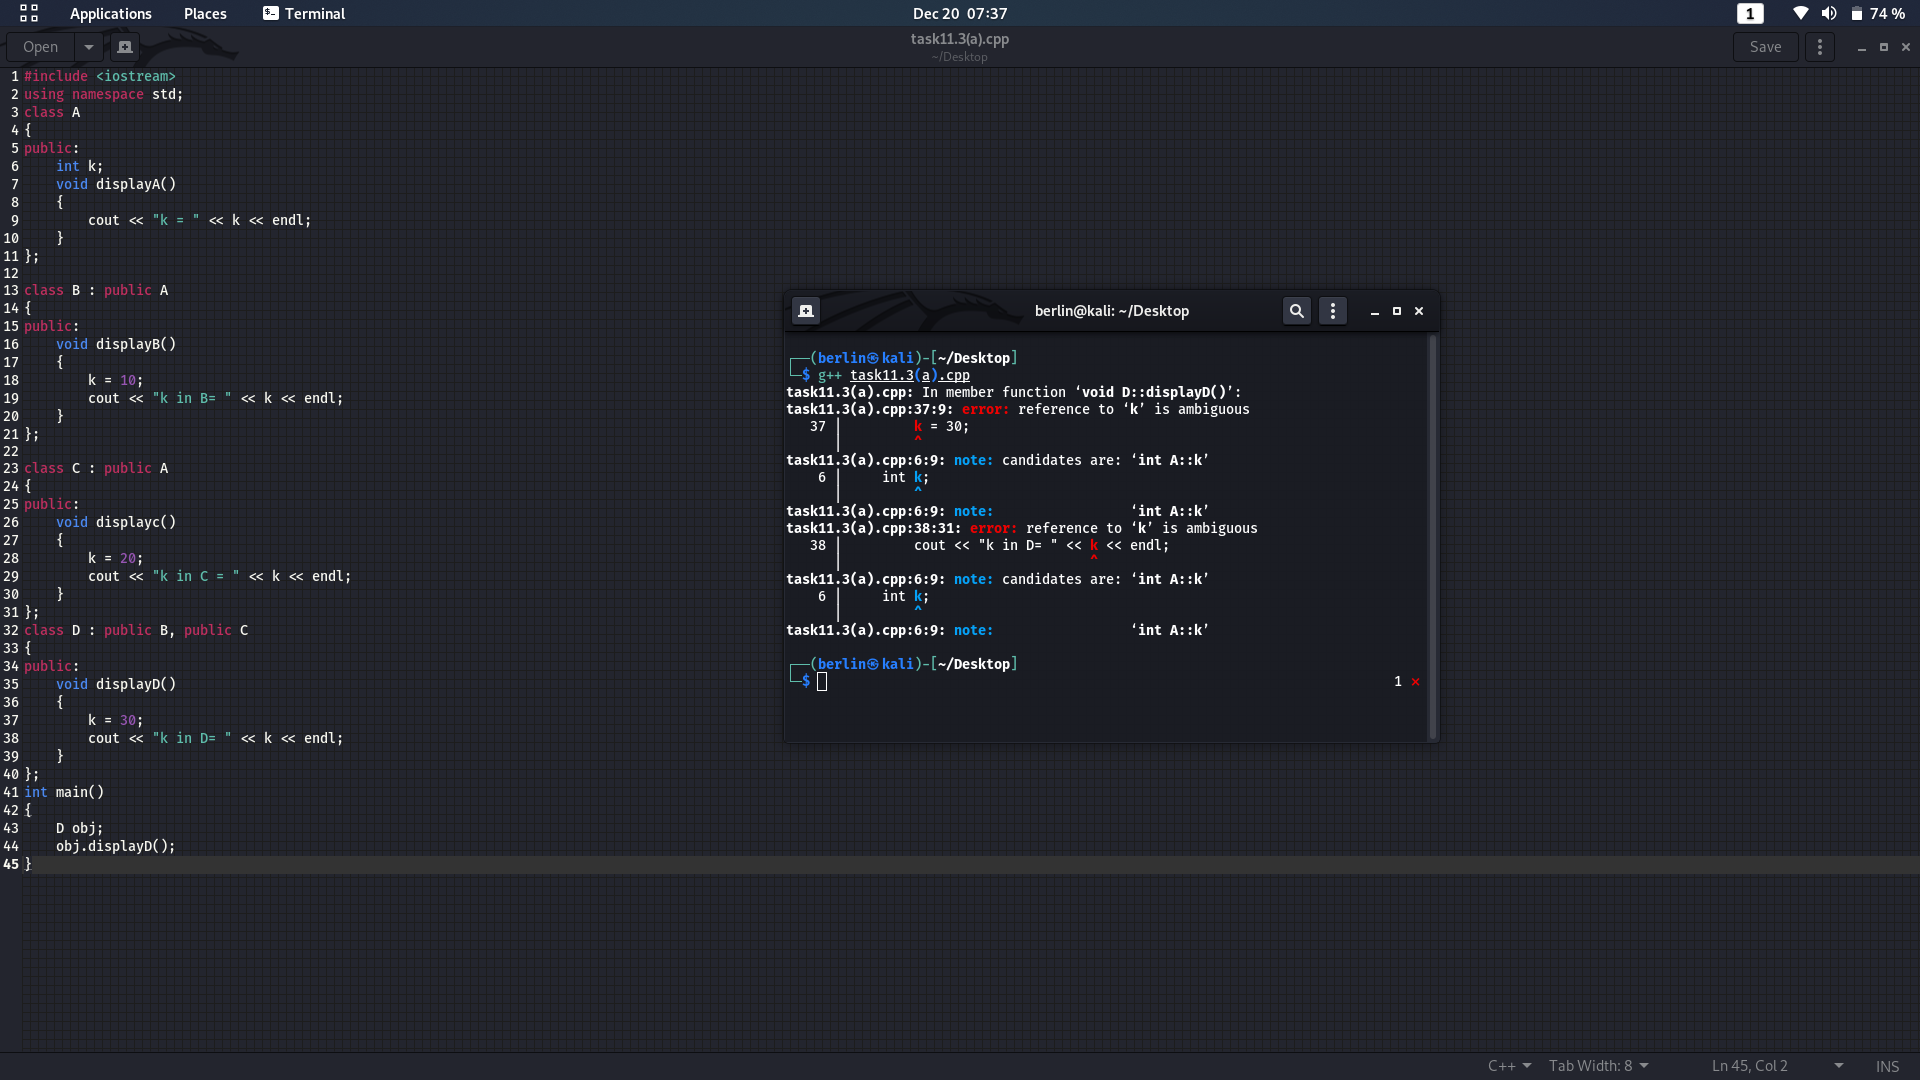 Applications Places Terminal Dec 20 07:37 1 74 %
Open task11.3(a).cpp Save
~/Desktop
1 #include <iostream>
2 using namespace std;
3 class A
4 {
5 public:
6     int k;
7     void displayA()
8     {
9         cout << "k = " << k << endl;
10     }
11 };
12
13 class B : public A
14 {
15 public:
16     void displayB()
17     {
18         k = 10;
19         cout << "k in B= " << k << endl;
20     }
21 };
22
23 class C : public A
24 {
25 public:
26     void displayc()
27     {
28         k = 20;
29         cout << "k in C = " << k << endl;
30     }
31 };
32 class D : public B, public C
33 {
34 public:
35     void displayD()
36     {
37         k = 30;
38         cout << "k in D= " << k << endl;
39     }
40 };
41 int main()
42 {
43     D obj;
44     obj.displayD();
45 }
berlin@kali: ~/Desktop
┌──(berlin㉿kali)-[~/Desktop]
└─$ g++ task11.3(a).cpp
task11.3(a).cpp: In member function ‘void D::displayD()’:
task11.3(a).cpp:37:9: error: reference to ‘k’ is ambiguous
   37 |         k = 30;
      |         ^
task11.3(a).cpp:6:9: note: candidates are: ‘int A::k’
    6 |     int k;
      |         ^
task11.3(a).cpp:6:9: note:                 ‘int A::k’
task11.3(a).cpp:38:31: error: reference to ‘k’ is ambiguous
   38 |         cout << "k in D= " << k << endl;
      |                               ^
task11.3(a).cpp:6:9: note: candidates are: ‘int A::k’
    6 |     int k;
      |         ^
task11.3(a).cpp:6:9: note:                 ‘int A::k’
┌──(berlin㉿kali)-[~/Desktop]
└─$ 1 ⨯
C++ Tab Width: 8 Ln 45, Col 2 INS